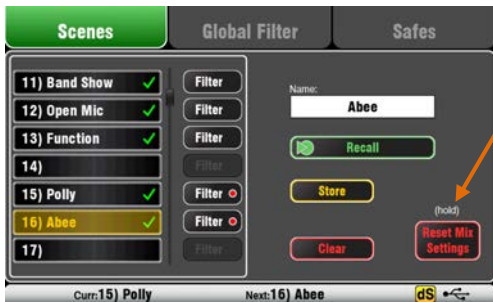 Scenes Global Filter Safes
11) Band Show Filter
12) Open Mic Filter
13) Function Filter
14) Filter
15) Polly Filter
16) Abee Filter
17) Filter
Name:
Abee
Recall
Store
Clear
(hold)
Reset Mix
Settings
Curr:15) Polly Next:16) Abee dS